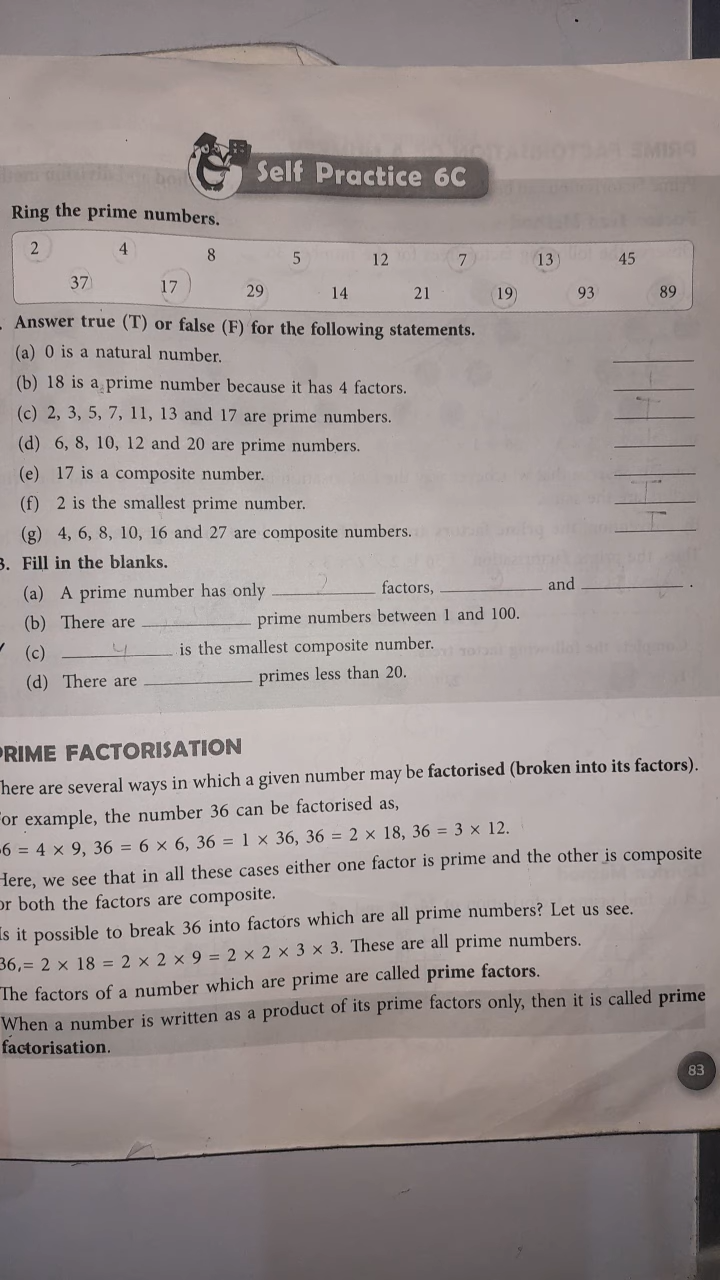 Self Practice 6C
Ring the prime numbers.
2 4 8 5 12 7 13 45
37 17 29 14 21 19 93 89
Answer true (T) or false (F) for the following statements.
(a) 0 is a natural number.
(b) 18 is a prime number because it has 4 factors.
(c) 2, 3, 5, 7, 11, 13 and 17 are prime numbers. T
(d) 6, 8, 10, 12 and 20 are prime numbers.
(e) 17 is a composite number.
(f) 2 is the smallest prime number. T
(g) 4, 6, 8, 10, 16 and 27 are composite numbers. T
3. Fill in the blanks.
(a) A prime number has only 2 factors, and .
(b) There are prime numbers between 1 and 100.
(c) 4 is the smallest composite number.
(d) There are primes less than 20.
PRIME FACTORISATION
here are several ways in which a given number may be factorised (broken into its factors).
or example, the number 36 can be factorised as,
6 = 4 × 9, 36 = 6 × 6, 36 = 1 × 36, 36 = 2 × 18, 36 = 3 × 12.
Here, we see that in all these cases either one factor is prime and the other is composite
or both the factors are composite.
Is it possible to break 36 into factors which are all prime numbers? Let us see.
36,= 2 × 18 = 2 × 2 × 9 = 2 × 2 × 3 × 3. These are all prime numbers.
The factors of a number which are prime are called prime factors.
When a number is written as a product of its prime factors only, then it is called prime
factorisation.
83